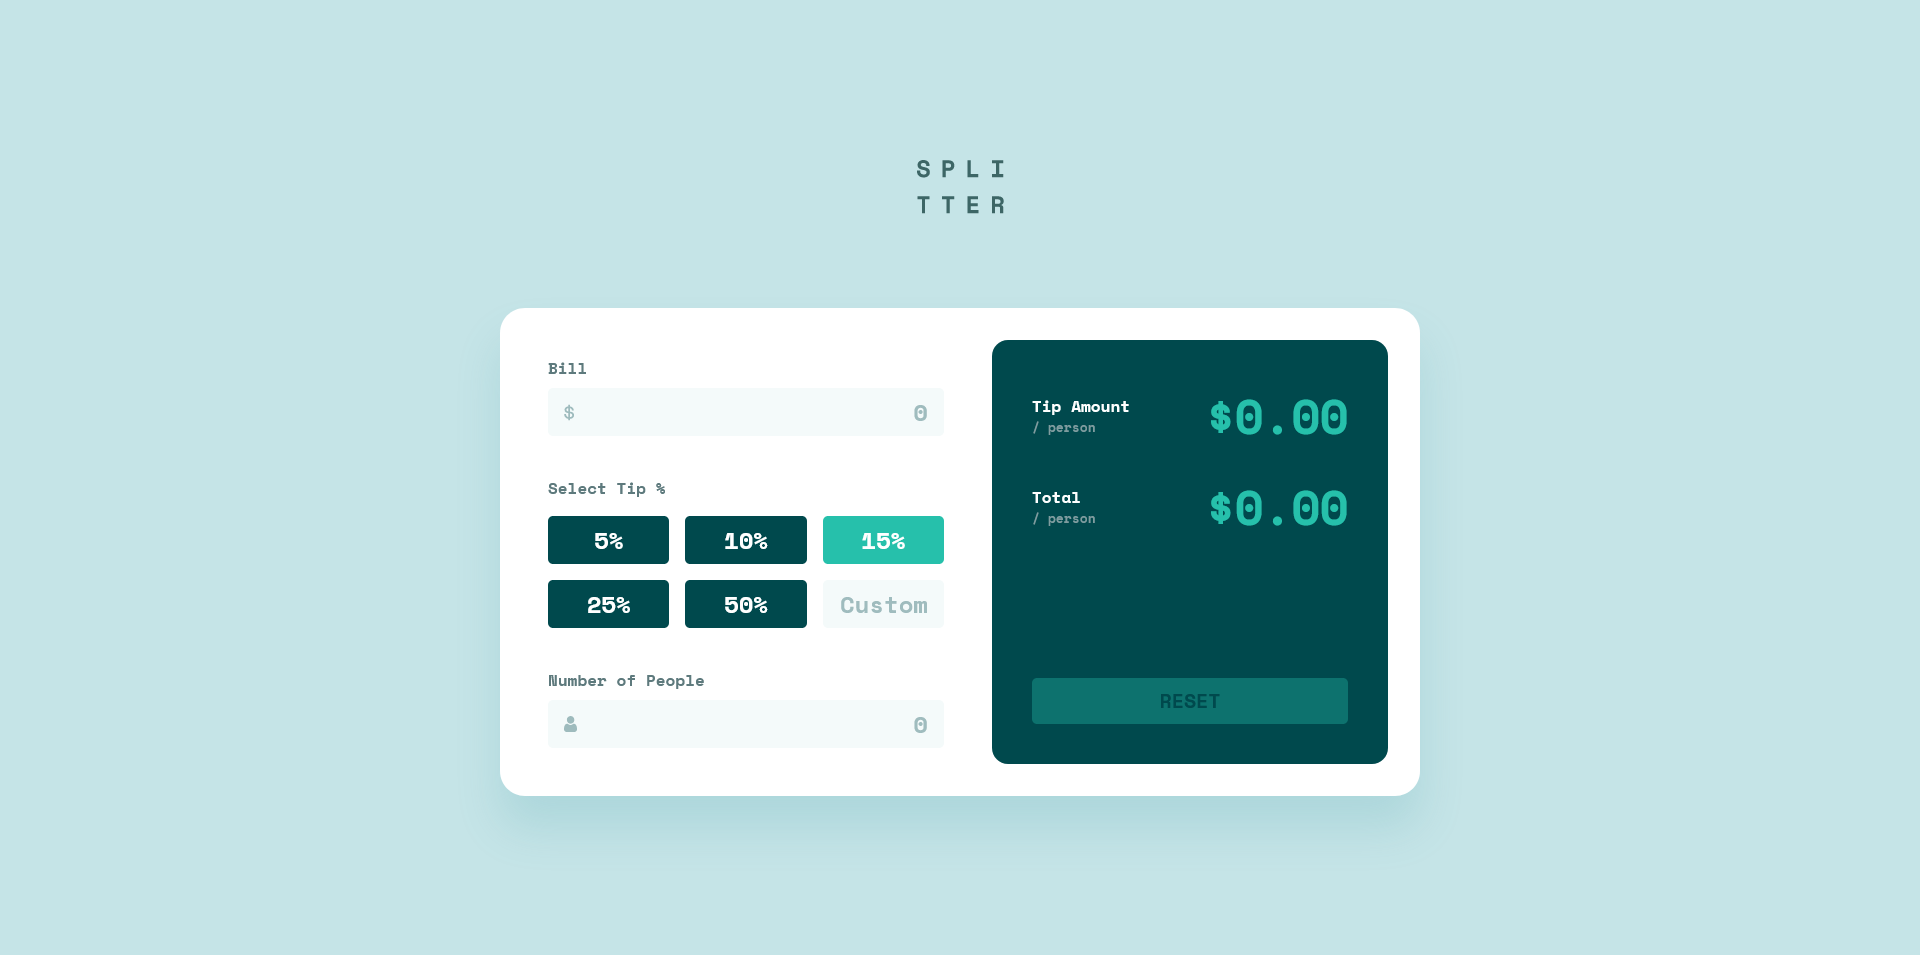 SPLI
TTER
Bill
$ 0
Select Tip %
5% 10% 15%
25% 50% Custom
Number of People
0
Tip Amount
/ person
$0.00
Total
/ person
$0.00
RESET